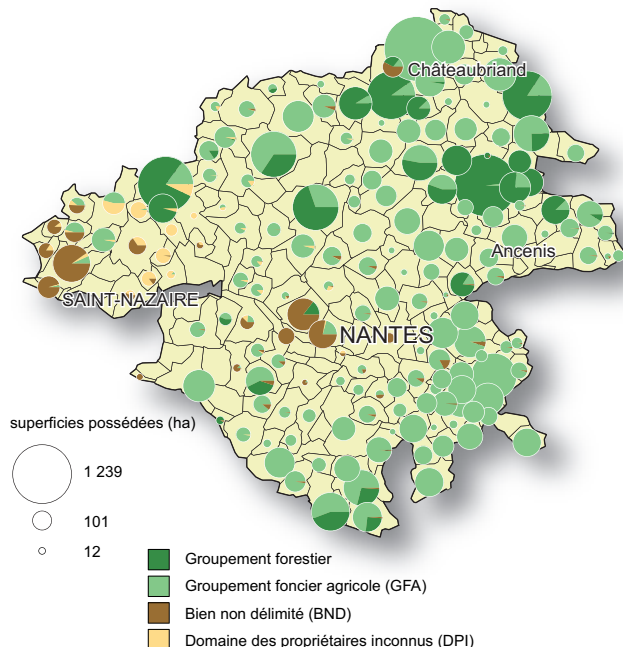 Châteaubriand
Ancenis
SAINT-NAZAIRE
NANTES
superficies possédées (ha)
1 239
101
12
Groupement forestier
Groupement foncier agricole (GFA)
Bien non délimité (BND)
Domaine des propriétaires inconnus (DPI)